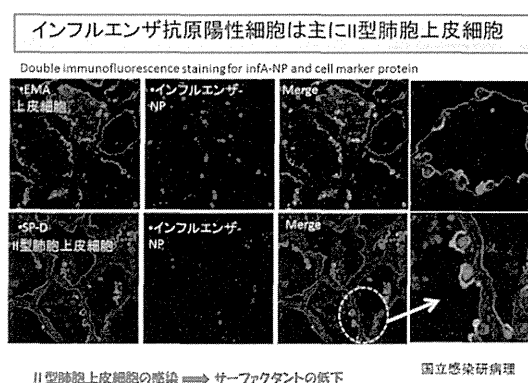 インフルエンザ抗原陽性細胞は主にII型肺胞上皮細胞
Double immunofluorescence staining for infA-NP and cell marker protein
•EMA
上皮細胞
•インフルエンザ-
NP
Merge
•SP-D
II型肺胞上皮細胞
•インフルエンザ-
NP
Merge
II型肺胞上皮細胞の感染 ⇒ サーファクタントの低下
国立感染研病理